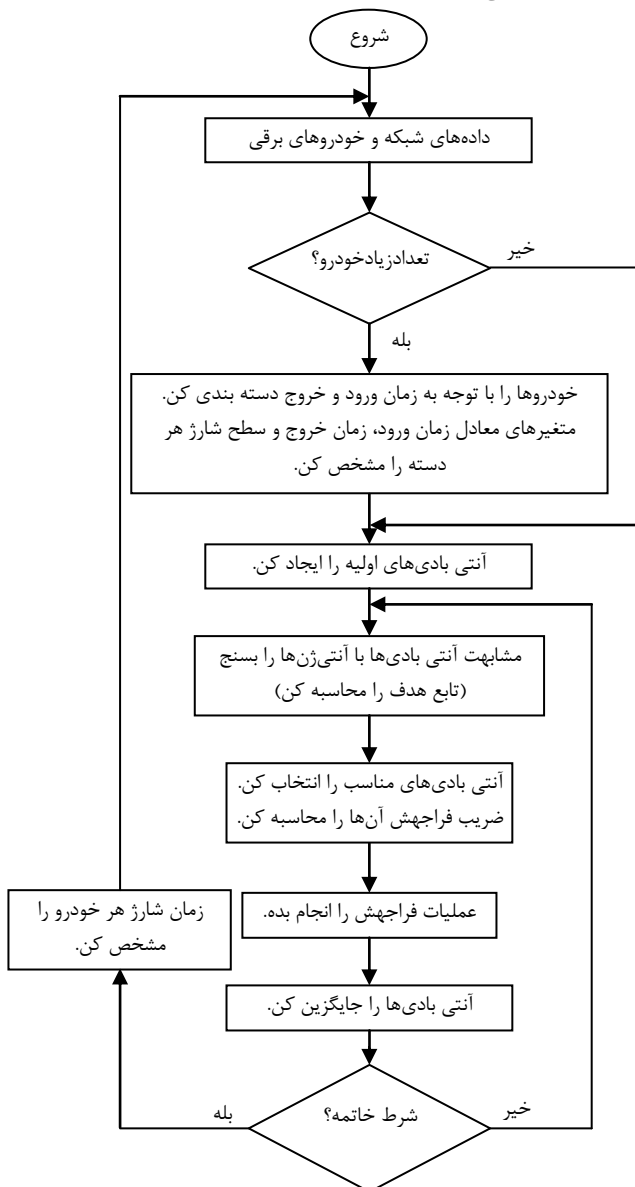 شروع
داده‌های شبکه و خودروهای برقی
تعدادزیادخودرو؟
خیر
بله
خودروها را با توجه به زمان ورود و خروج دسته بندی کن.
متغیرهای معادل زمان ورود، زمان خروج و سطح شارژ هر
دسته را مشخص کن.
آنتی بادی‌های اولیه را ایجاد کن.
مشابهت آنتی بادی‌ها با آنتی‌ژن‌ها را بسنج
(تابع هدف را محاسبه کن)
آنتی بادی‌های مناسب را انتخاب کن.
ضریب فراجهش آن‌ها را محاسبه کن.
عملیات فراجهش را انجام بده.
زمان شارژ هر خودرو را
مشخص کن.
آنتی بادی‌ها را جایگزین کن.
شرط خاتمه؟
خیر
بله